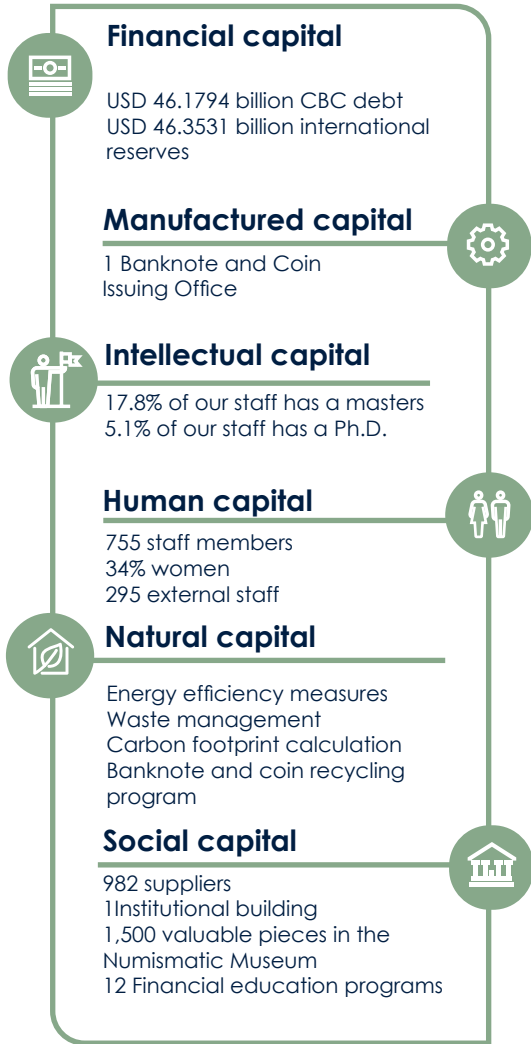 Financial capital
USD 46.1794 billion CBC debt
USD 46.3531 billion international
reserves
Manufactured capital
1 Banknote and Coin
Issuing Office
Intellectual capital
17.8% of our staff has a masters
5.1% of our staff has a Ph.D.
Human capital
755 staff members
34% women
295 external staff
Natural capital
Energy efficiency measures
Waste management
Carbon footprint calculation
Banknote and coin recycling
program
Social capital
982 suppliers
1Institutional building
1,500 valuable pieces in the
Numismatic Museum
12 Financial education programs